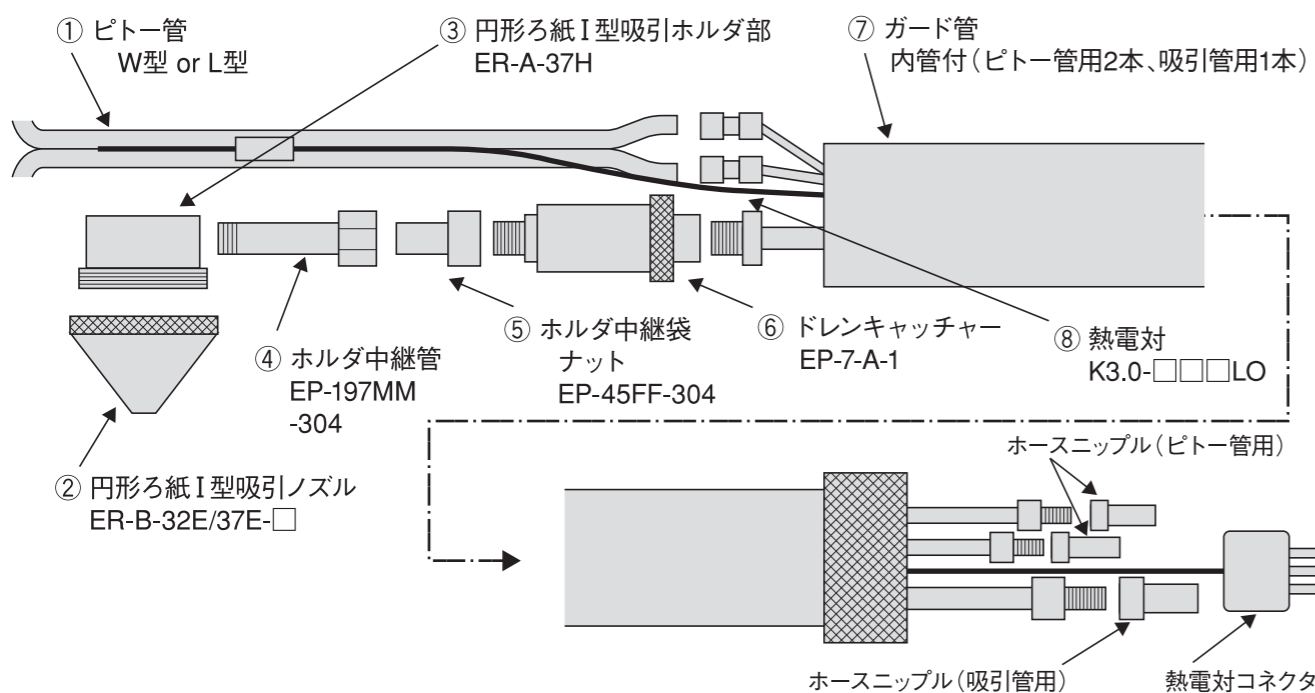 ① ピトー管
W型 or L型
③ 円形ろ紙Ⅰ型吸引ホルダ部
ER-A-37H
⑦ ガード管
内管付(ピトー管用2本、吸引管用1本)
④ ホルダ中継管
EP-197MM
-304
⑤ ホルダ中継袋
ナット
EP-45FF-304
⑥ ドレンキャッチャー
EP-7-A-1
⑧ 熱電対
K3.0-□□□LO
② 円形ろ紙Ⅰ型吸引ノズル
ER-B-32E/37E-□
ホースニップル(ピトー管用)
ホースニップル(吸引管用)
熱電対コネクタ